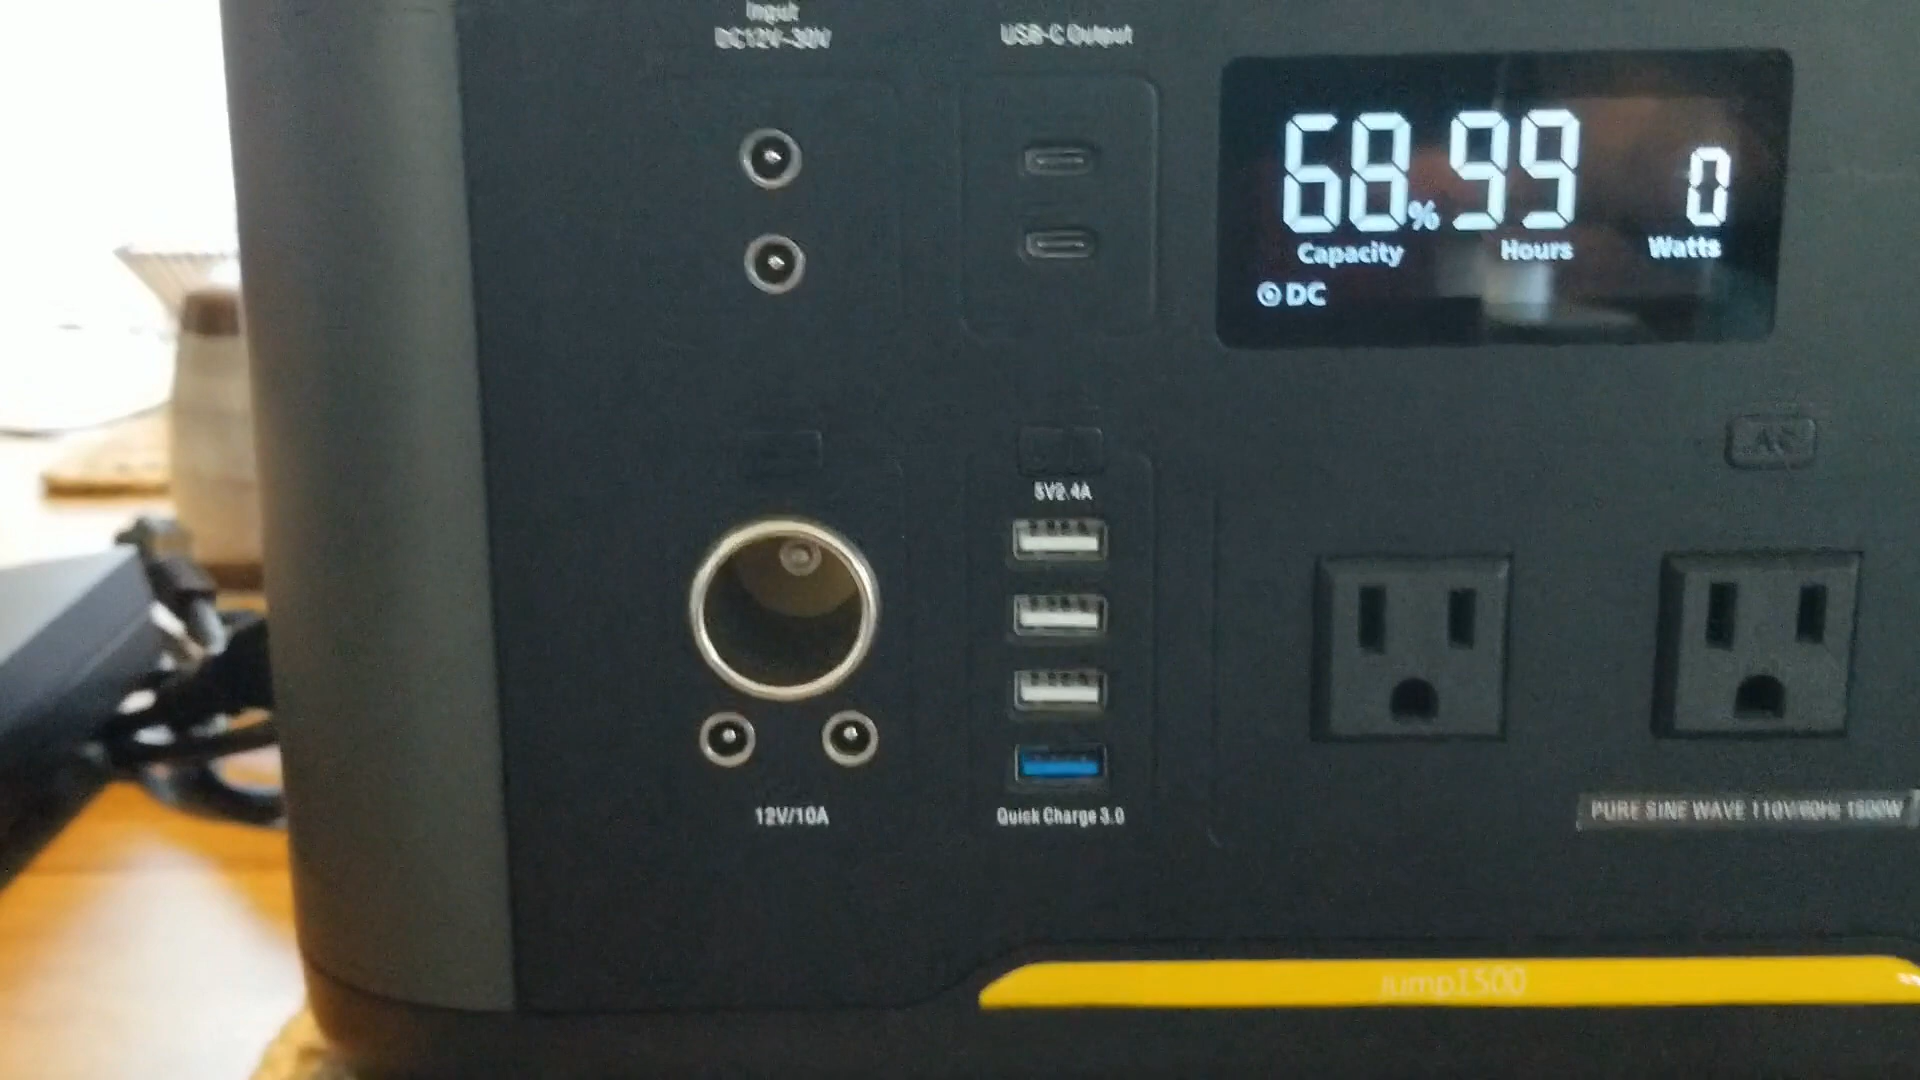 Input
DC12V-30V
USB-C Output
68% 99 0
Capacity Hours Watts
DC
5V2.4A
AC
12V/10A
Quick Charge 3.0
PURE SINE WAVE 110V/60Hz 1500W
jump1500